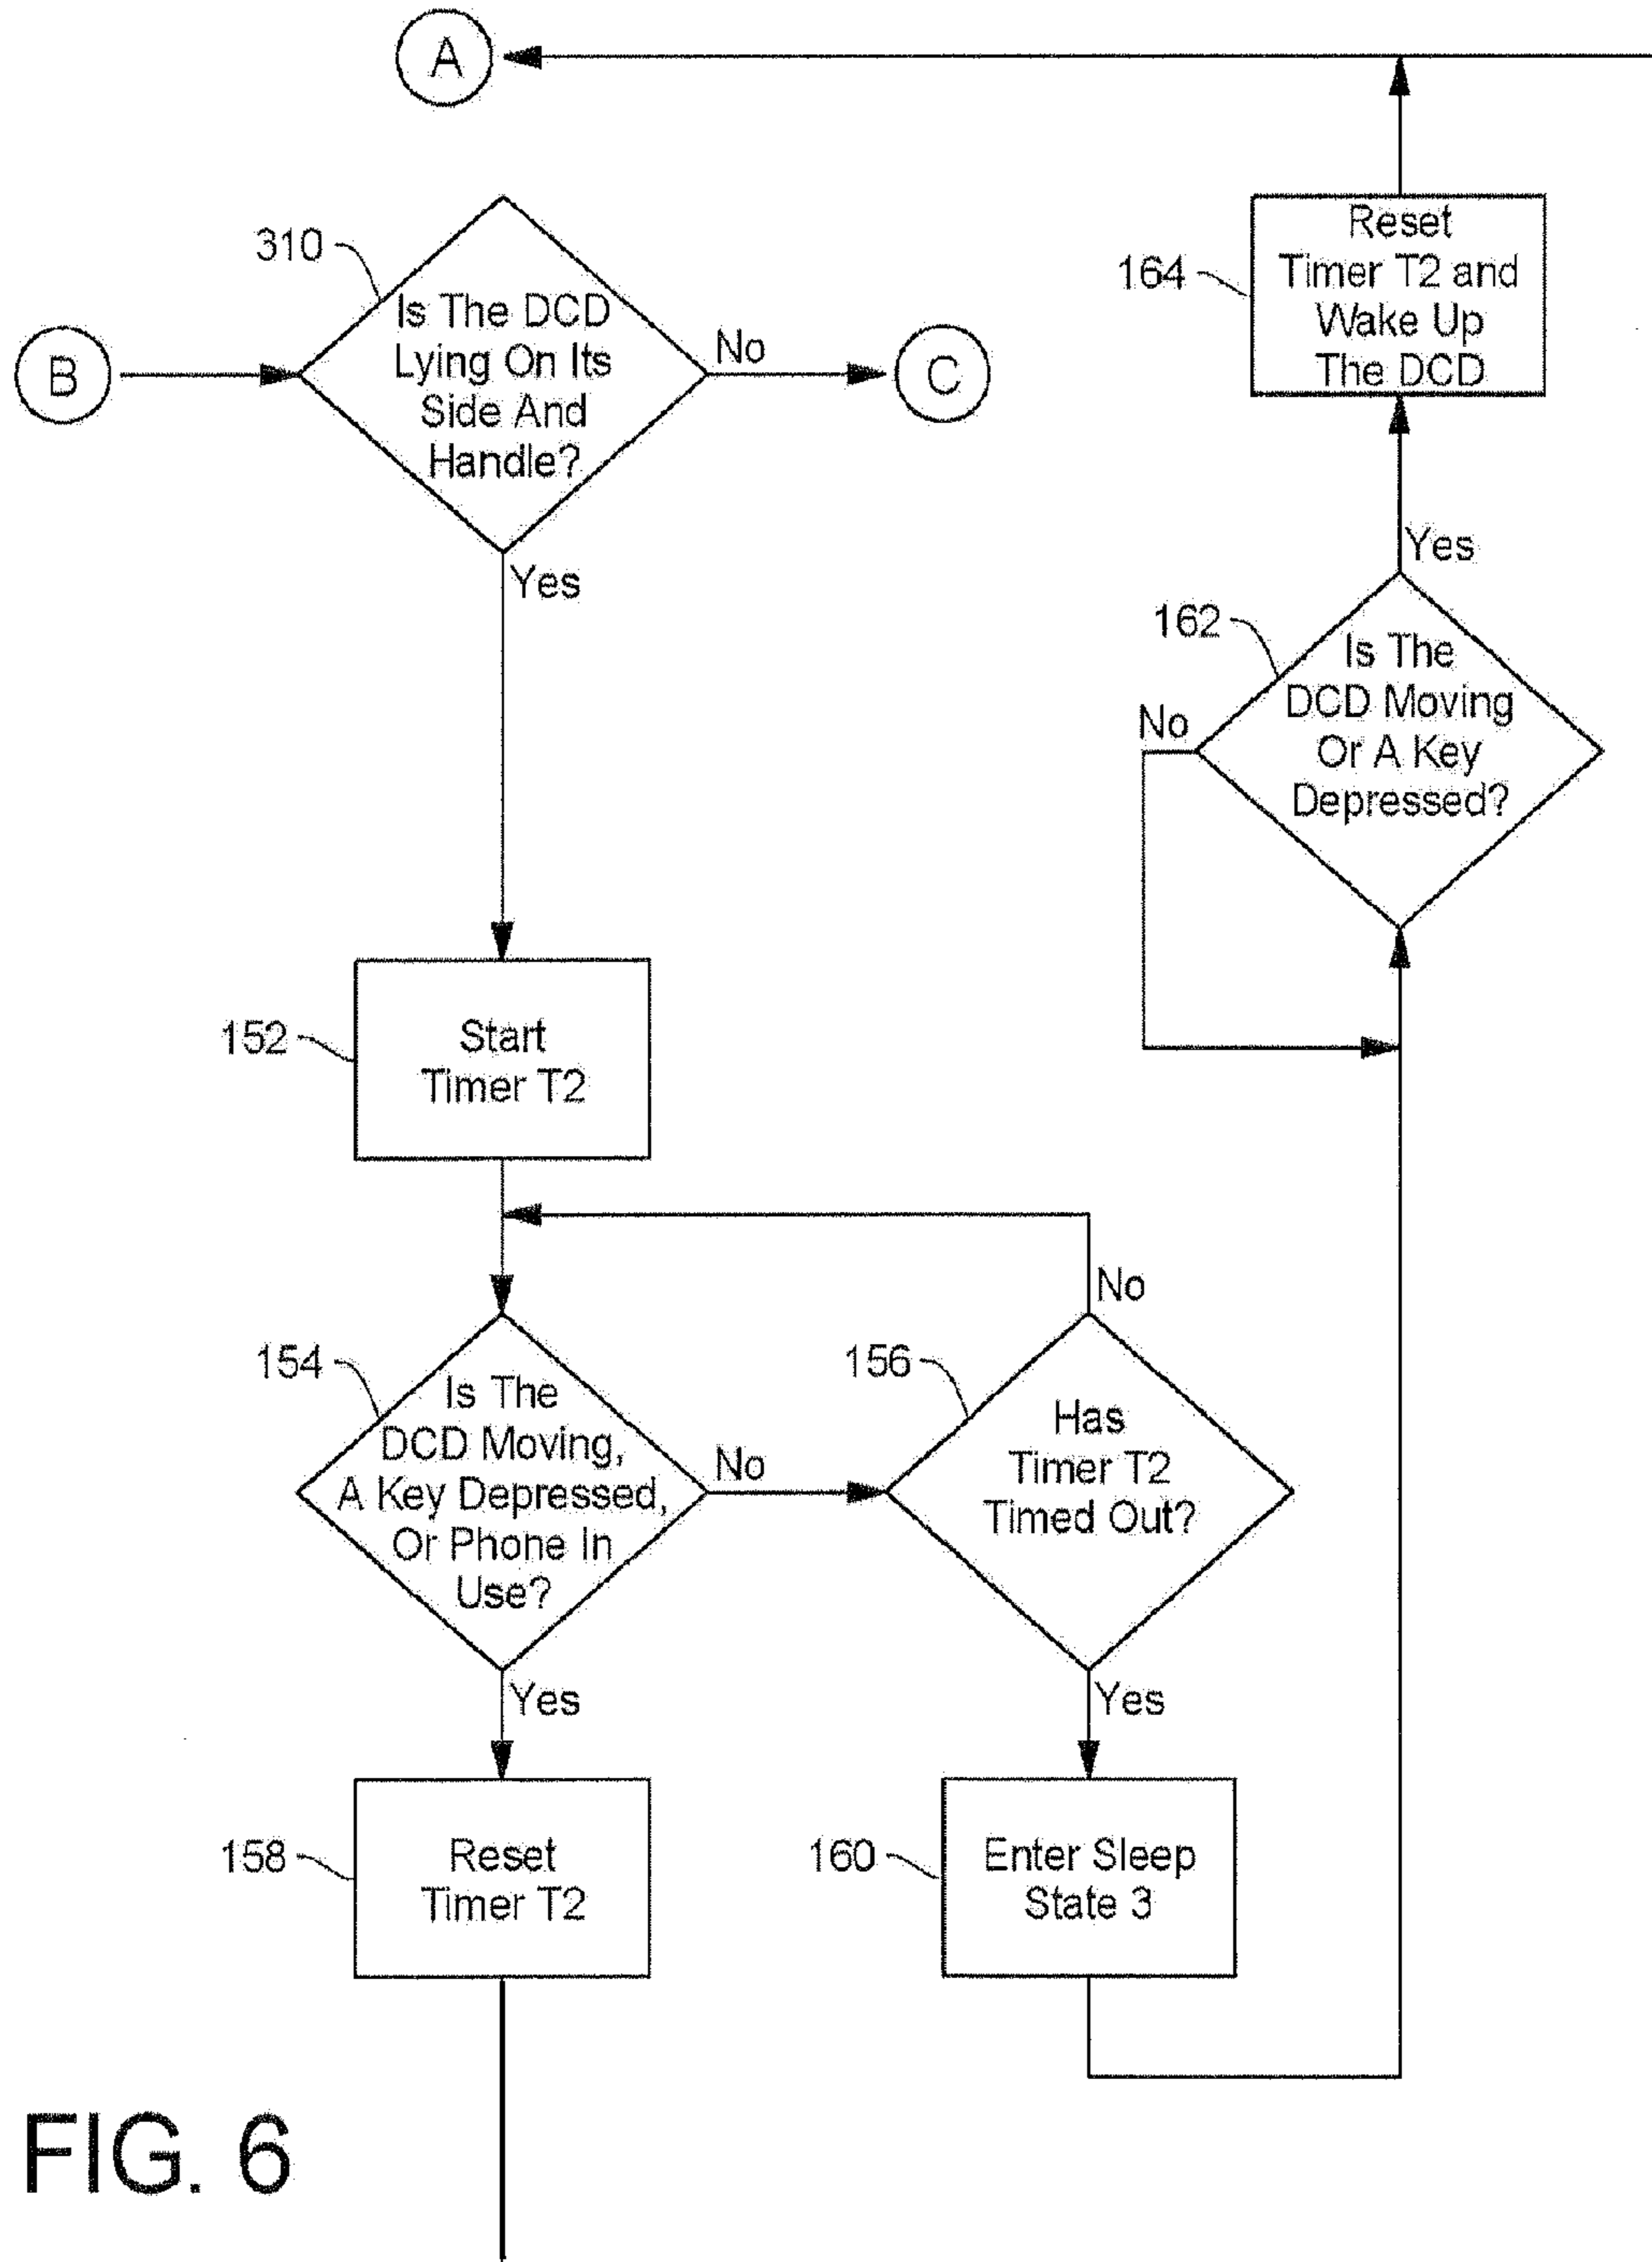 A
310
Is The DCD
Lying On Its
Side And
Handle?
B
No
C
Yes
164
Reset
Timer T2 and
Wake Up
The DCD
Yes
162
Is The
DCD Moving
Or A Key
Depressed?
No
152
Start
Timer T2
154
Is The
DCD Moving,
A Key Depressed,
Or Phone In
Use?
No
156
Has
Timer T2
Timed Out?
No
Yes
158
Reset
Timer T2
Yes
160
Enter Sleep
State 3
FIG. 6